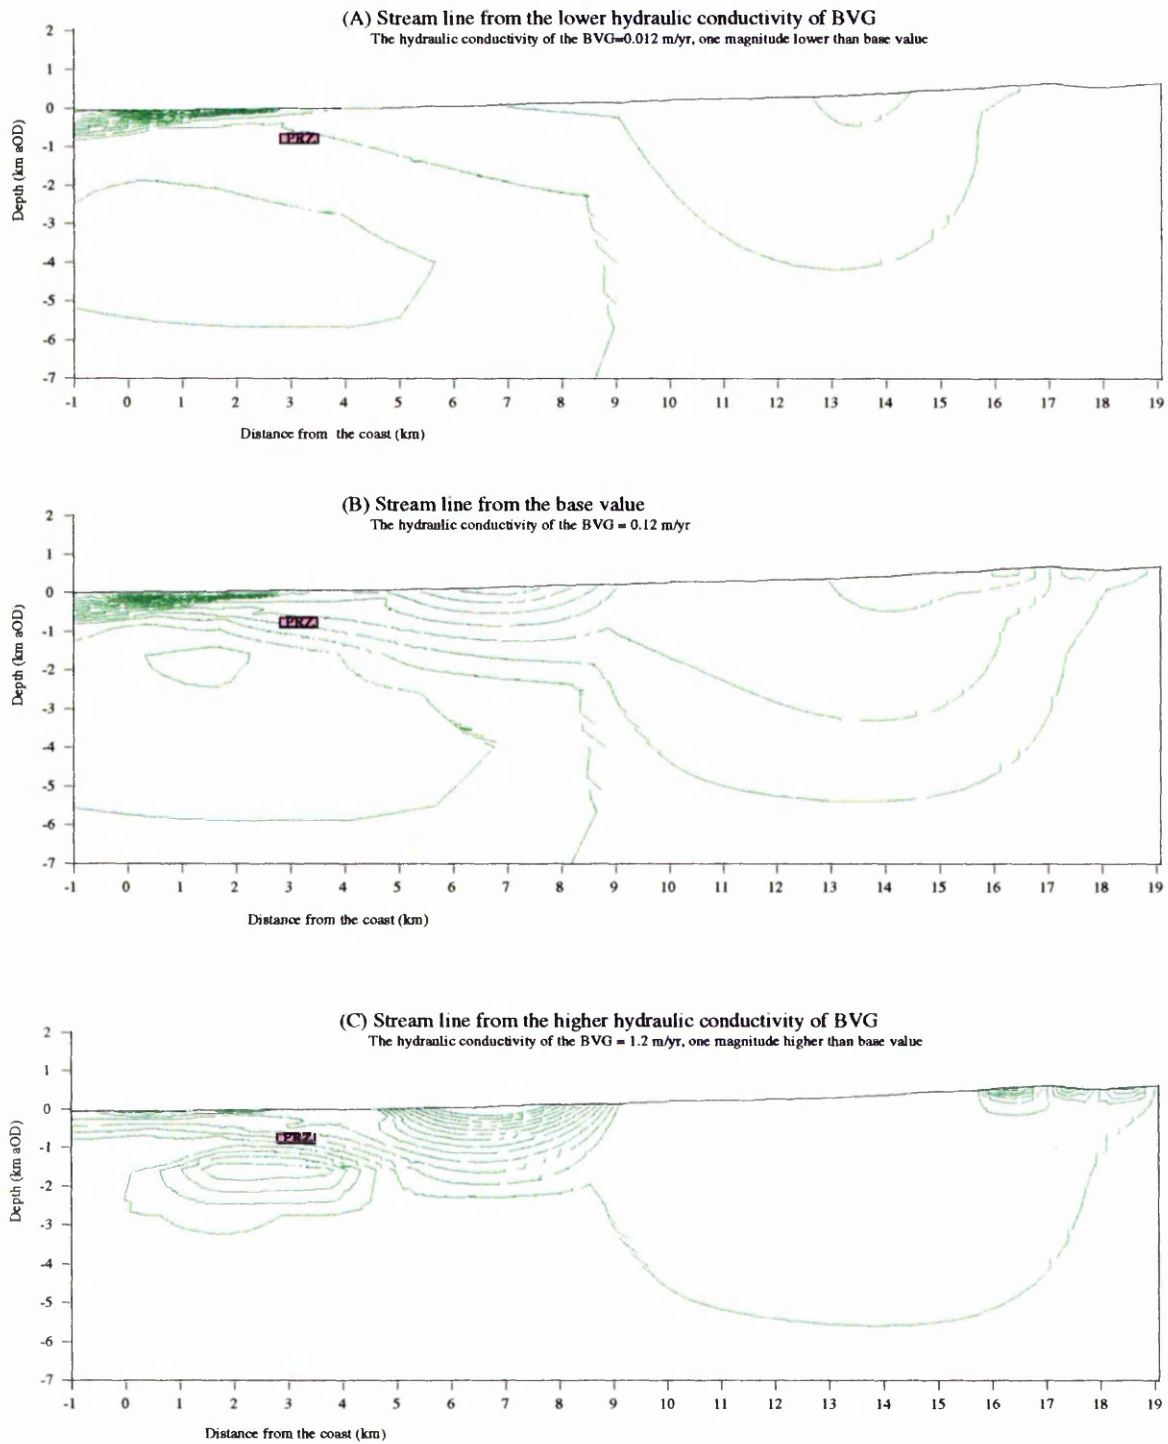 (A) Stream line from the lower hydraulic conductivity of BVG
The hydraulic conductivity of the BVG=0.012 m/yr, one magnitude lower than base value
2
1
0
-1
-2
-3
-4
-5
-6
-7
Depth (km aOD)
PRZ
-1 0 1 2 3 4 5 6 7 8 9 10 11 12 13 14 15 16 17 18 19
Distance from the coast (km)
(B) Stream line from the base value
The hydraulic conductivity of the BVG = 0.12 m/yr
2
1
0
-1
-2
-3
-4
-5
-6
-7
Depth (km aOD)
PRZ
-1 0 1 2 3 4 5 6 7 8 9 10 11 12 13 14 15 16 17 18 19
Distance from the coast (km)
(C) Stream line from the higher hydraulic conductivity of BVG
The hydraulic conductivity of the BVG = 1.2 m/yr, one magnitude higher than base value
2
1
0
-1
-2
-3
-4
-5
-6
-7
Depth (km aOD)
PRZ
-1 0 1 2 3 4 5 6 7 8 9 10 11 12 13 14 15 16 17 18 19
Distance from the coast (km)